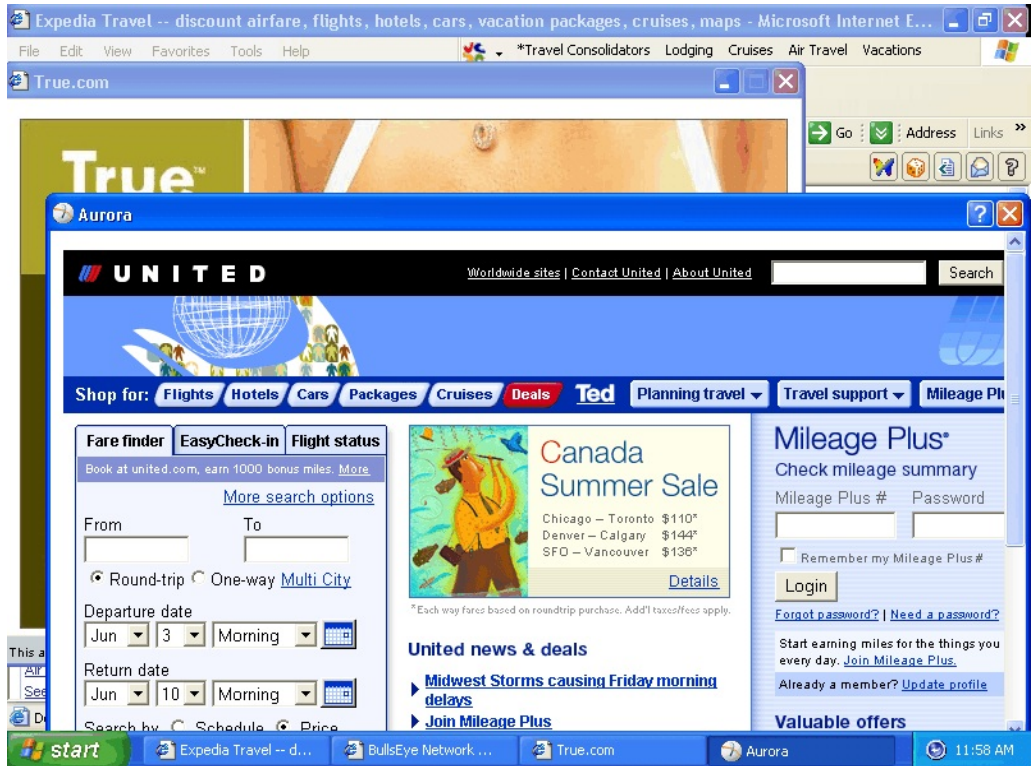 Expedia Travel -- discount airfare, flights, hotels, cars, vacation packages, cruises, maps - Microsoft Internet E...
File Edit View Favorites Tools Help
*Travel Consolidators Lodging Cruises Air Travel Vacations
True.com
Go Address Links »
True™
Aurora
UNITED
Worldwide sites | Contact United | About United
Search
Shop for: Flights Hotels Cars Packages Cruises Deals Ted Planning travel Travel support Mileage Pl
Fare finder EasyCheck-in Flight status
Book at united.com, earn 1000 bonus miles. More
More search options
From To
Round-trip One-way Multi City
Departure date
Jun 3 Morning
Return date
Jun 10 Morning
Search by Schedule Price
Canada
Summer Sale
Chicago – Toronto $110*
Denver – Calgary $144*
SFO – Vancouver $136*
Details
*Each way fares based on roundtrip purchase. Add'l taxes/fees apply.
United news & deals
Midwest Storms causing Friday morning
delays
Join Mileage Plus
Mileage Plus
Check mileage summary
Mileage Plus # Password
Remember my Mileage Plus #
Login
Forgot password? | Need a password?
Start earning miles for the things you
every day. Join Mileage Plus.
Already a member? Update profile
Valuable offers
This a
Air
See
D
start
Expedia Travel -- d...
BullsEye Network ...
True.com
Aurora
11:58 AM